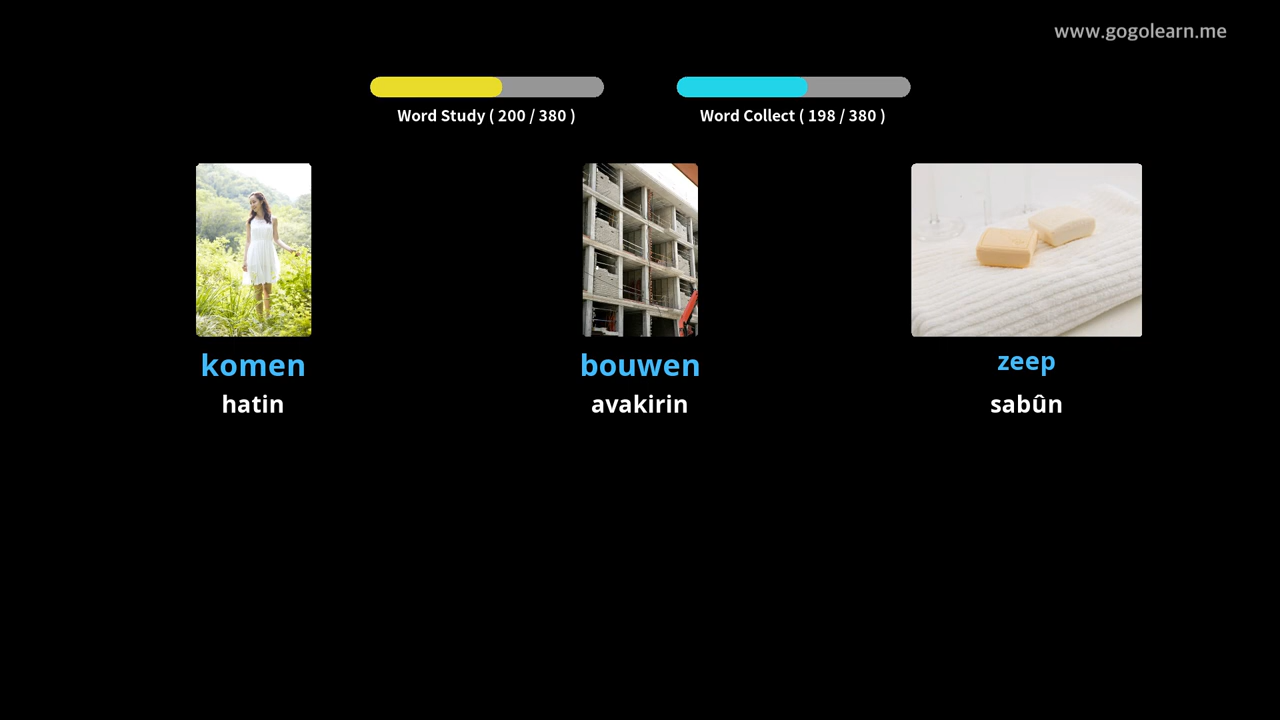 www.gogolearn.me
Word Study ( 200 / 380 )
Word Collect ( 198 / 380 )
komen
hatin
bouwen
avakirin
zeep
sabûn